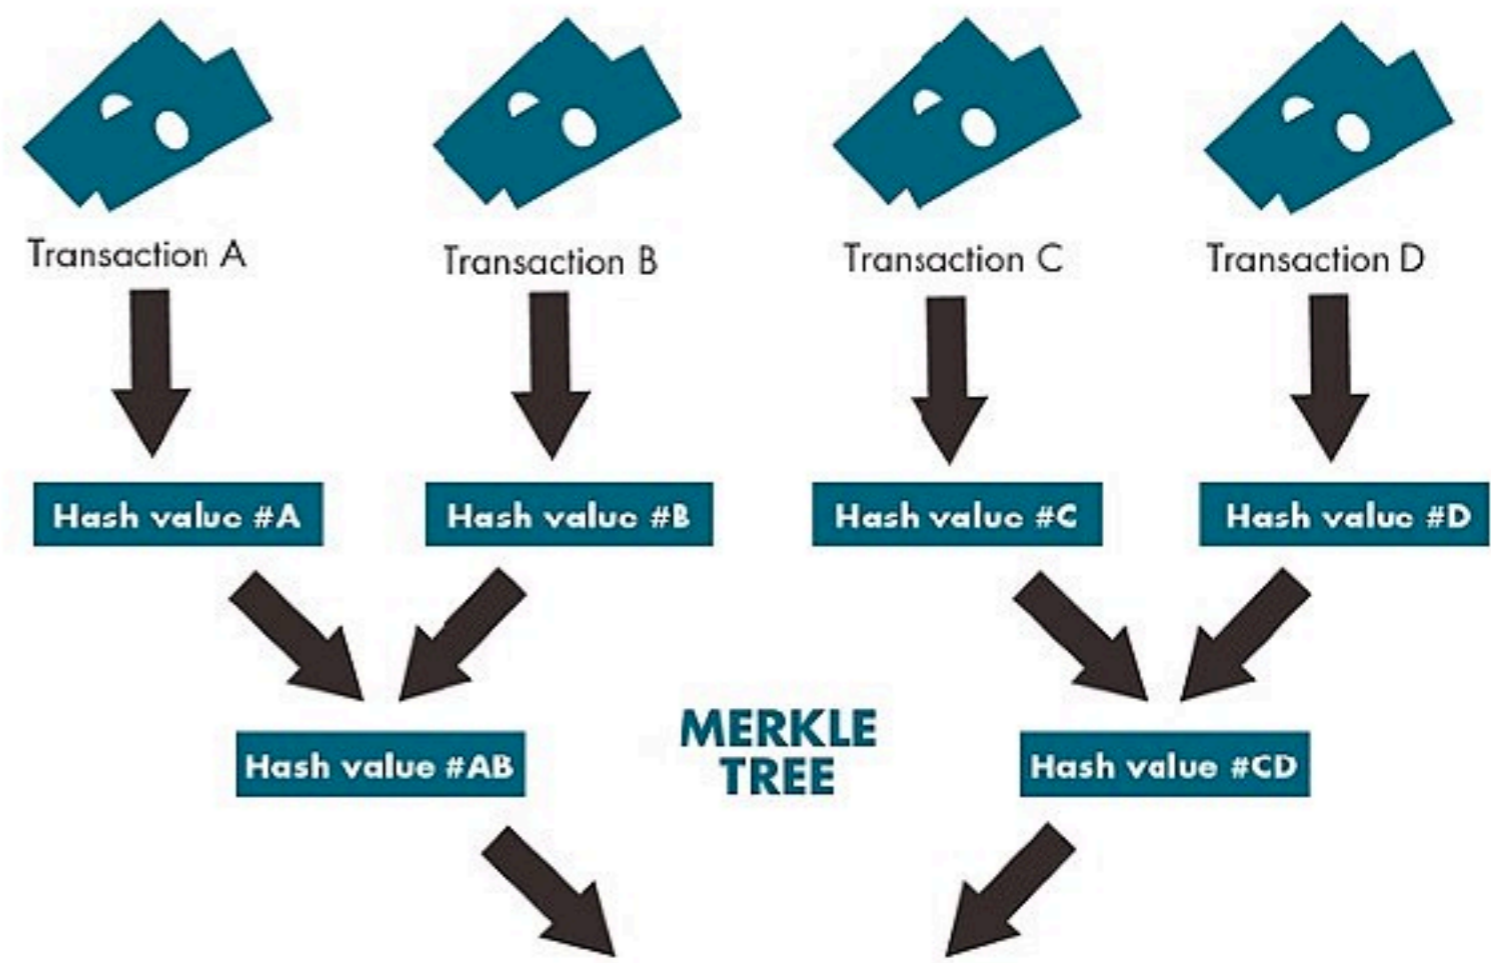 Transaction A
Transaction B
Transaction C
Transaction D
Hash value #A
Hash value #B
Hash value #C
Hash value #D
MERKLE
TREE
Hash value #AB
Hash value #CD